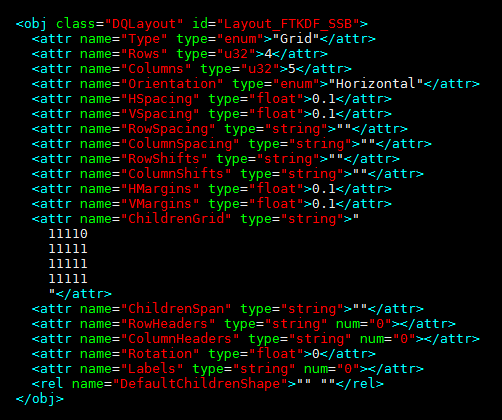 <obj class="DQLayout" id="Layout_FTKDF_SSB">
  <attr name="Type" type="enum">"Grid"</attr>
  <attr name="Rows" type="u32">4</attr>
  <attr name="Columns" type="u32">5</attr>
  <attr name="Orientation" type="enum">"Horizontal"</attr>
  <attr name="HSpacing" type="float">0.1</attr>
  <attr name="VSpacing" type="float">0.1</attr>
  <attr name="RowSpacing" type="string">""</attr>
  <attr name="ColumnSpacing" type="string">""</attr>
  <attr name="RowShifts" type="string">""</attr>
  <attr name="ColumnShifts" type="string">""</attr>
  <attr name="HMargins" type="float">0.1</attr>
  <attr name="VMargins" type="float">0.1</attr>
  <attr name="ChildrenGrid" type="string">"
    11110
    11111
    11111
    11111
    "</attr>
  <attr name="ChildrenSpan" type="string">""</attr>
  <attr name="RowHeaders" type="string" num="0"></attr>
  <attr name="ColumnHeaders" type="string" num="0"></attr>
  <attr name="Rotation" type="float">0</attr>
  <attr name="Labels" type="string" num="0"></attr>
  <rel name="DefaultChildrenShape">"" ""</rel>
</obj>